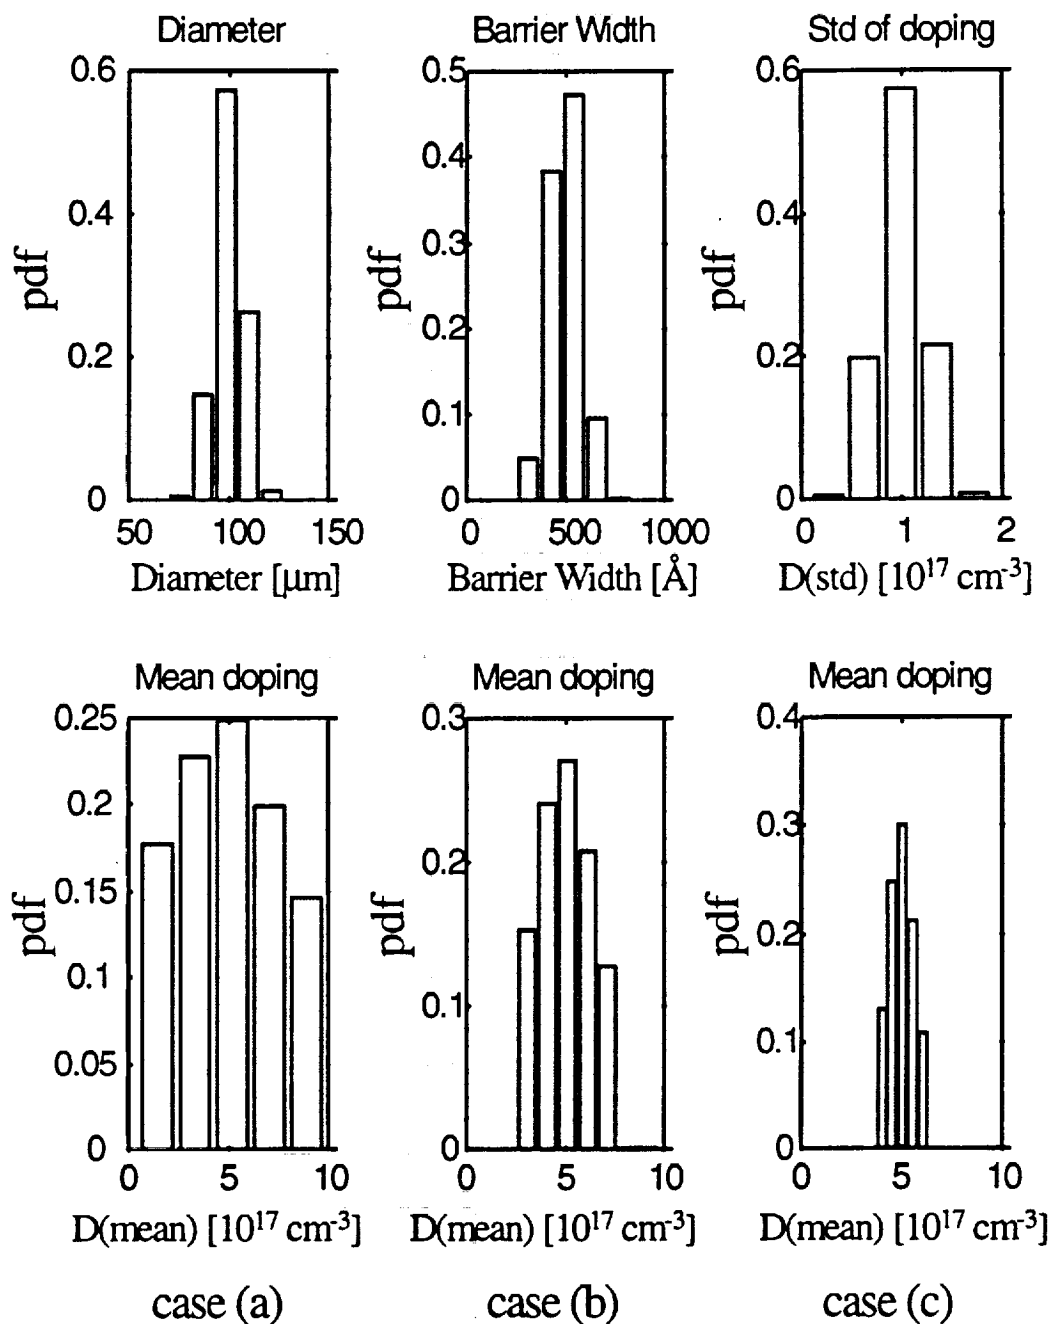 Diameter
Barrier Width
Std of doping
0.6
0.4
0.2
0
pdf
50
100
150
Diameter [μm]
0.5
0.4
0.3
0.2
0.1
0
pdf
0
500
1000
Barrier Width [Å]
0.6
0.4
0.2
0
pdf
0
1
2
D(std) [10¹⁷ cm⁻³]
Mean doping
Mean doping
Mean doping
0.25
0.2
0.15
0.1
0.05
0
pdf
0
5
10
D(mean) [10¹⁷ cm⁻³]
0.3
0.2
0.1
0
pdf
0
5
10
D(mean) [10¹⁷ cm⁻³]
0.4
0.3
0.2
0.1
0
pdf
0
5
10
D(mean) [10¹⁷ cm⁻³]
case (a)
case (b)
case (c)